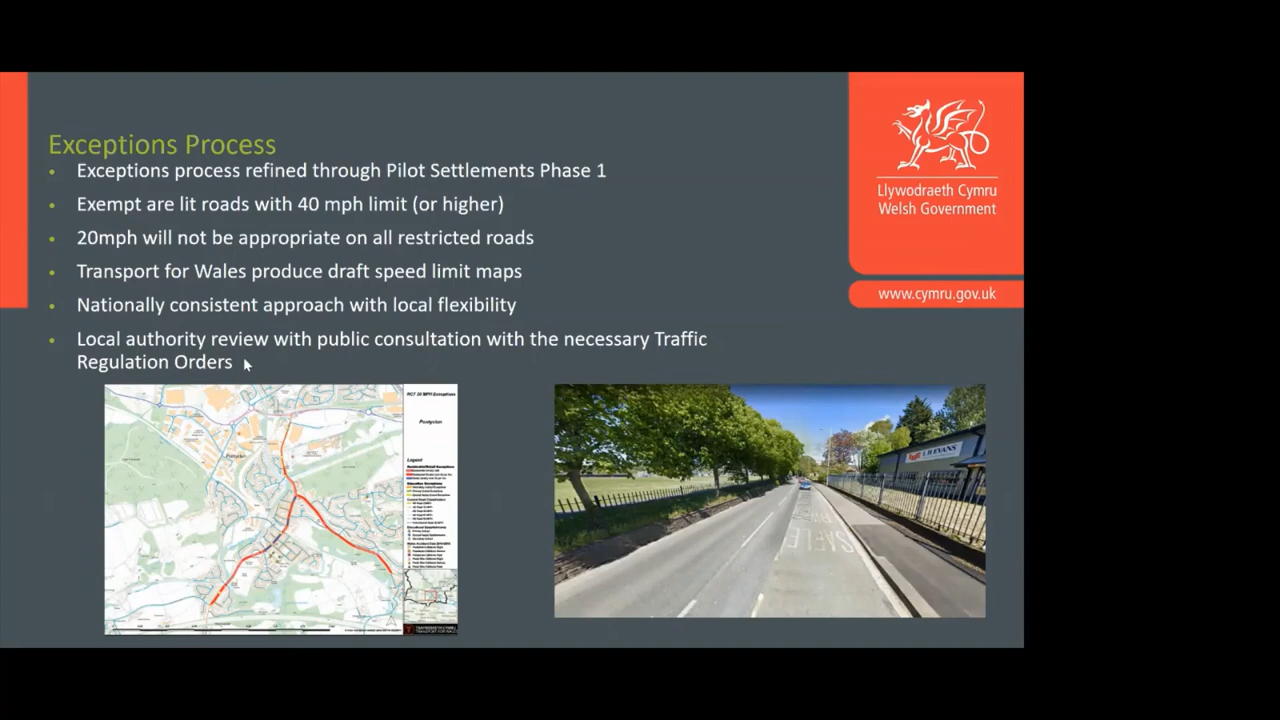 Exceptions Process
Exceptions process refined through Pilot Settlements Phase 1
Exempt are lit roads with 40 mph limit (or higher)
20mph will not be appropriate on all restricted roads
Transport for Wales produce draft speed limit maps
Nationally consistent approach with local flexibility
Local authority review with public consultation with the necessary Traffic
Regulation Orders
Llywodraeth Cymru
Welsh Government
www.cymru.gov.uk
Pontyclun
Legend
EVANS